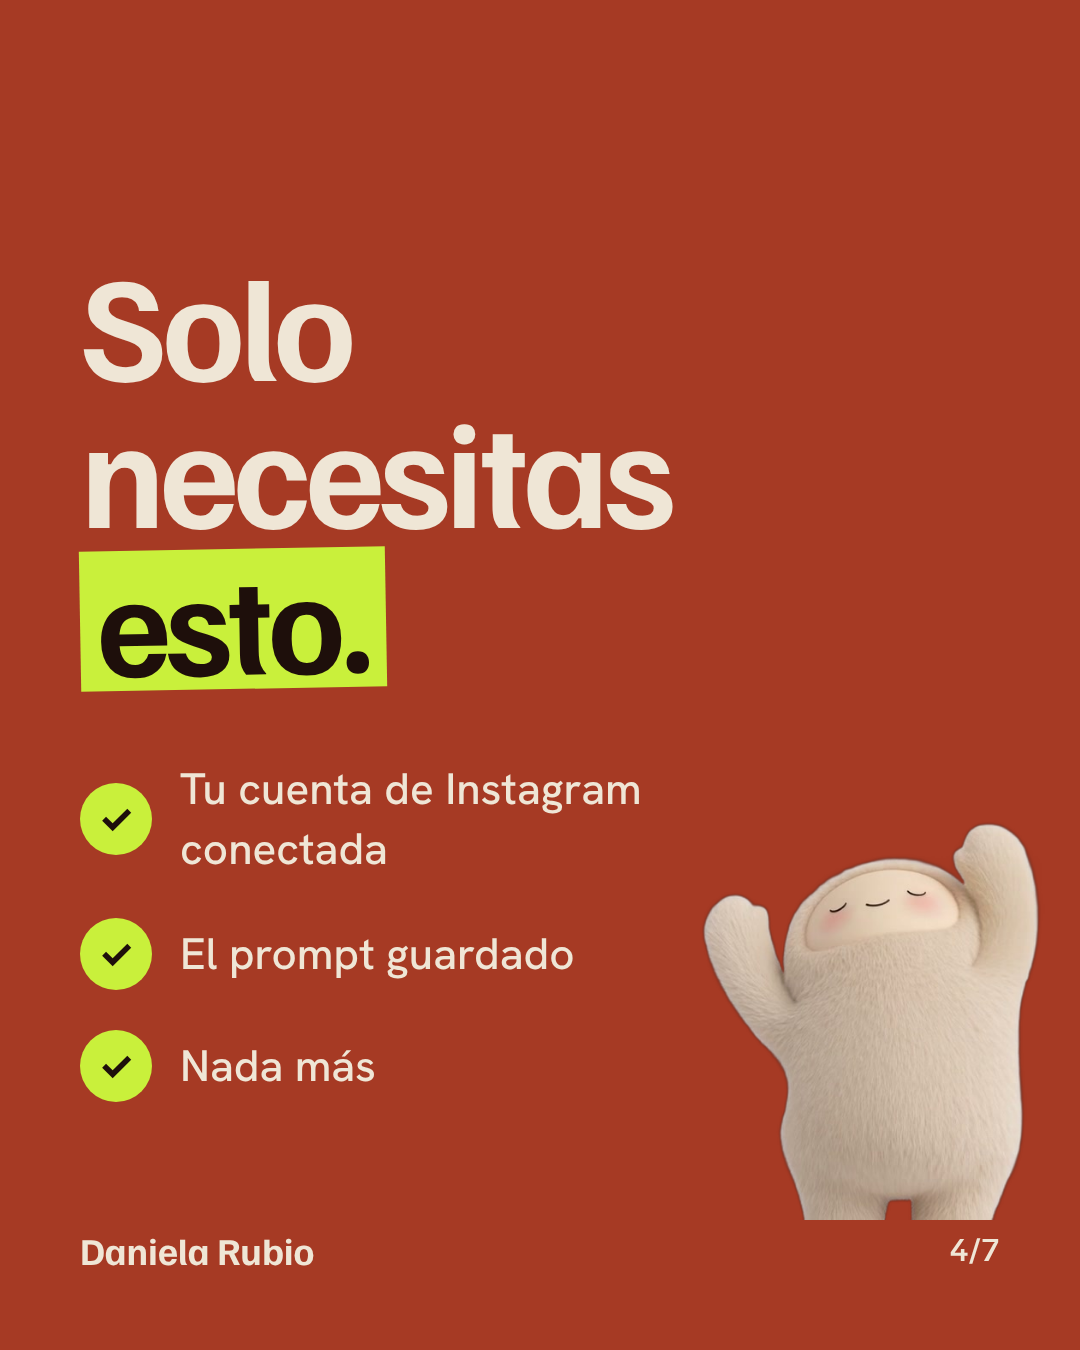 Solo
necesitas
esto.
Tu cuenta de Instagram
conectada
El prompt guardado
Nada más
Daniela Rubio
4/7